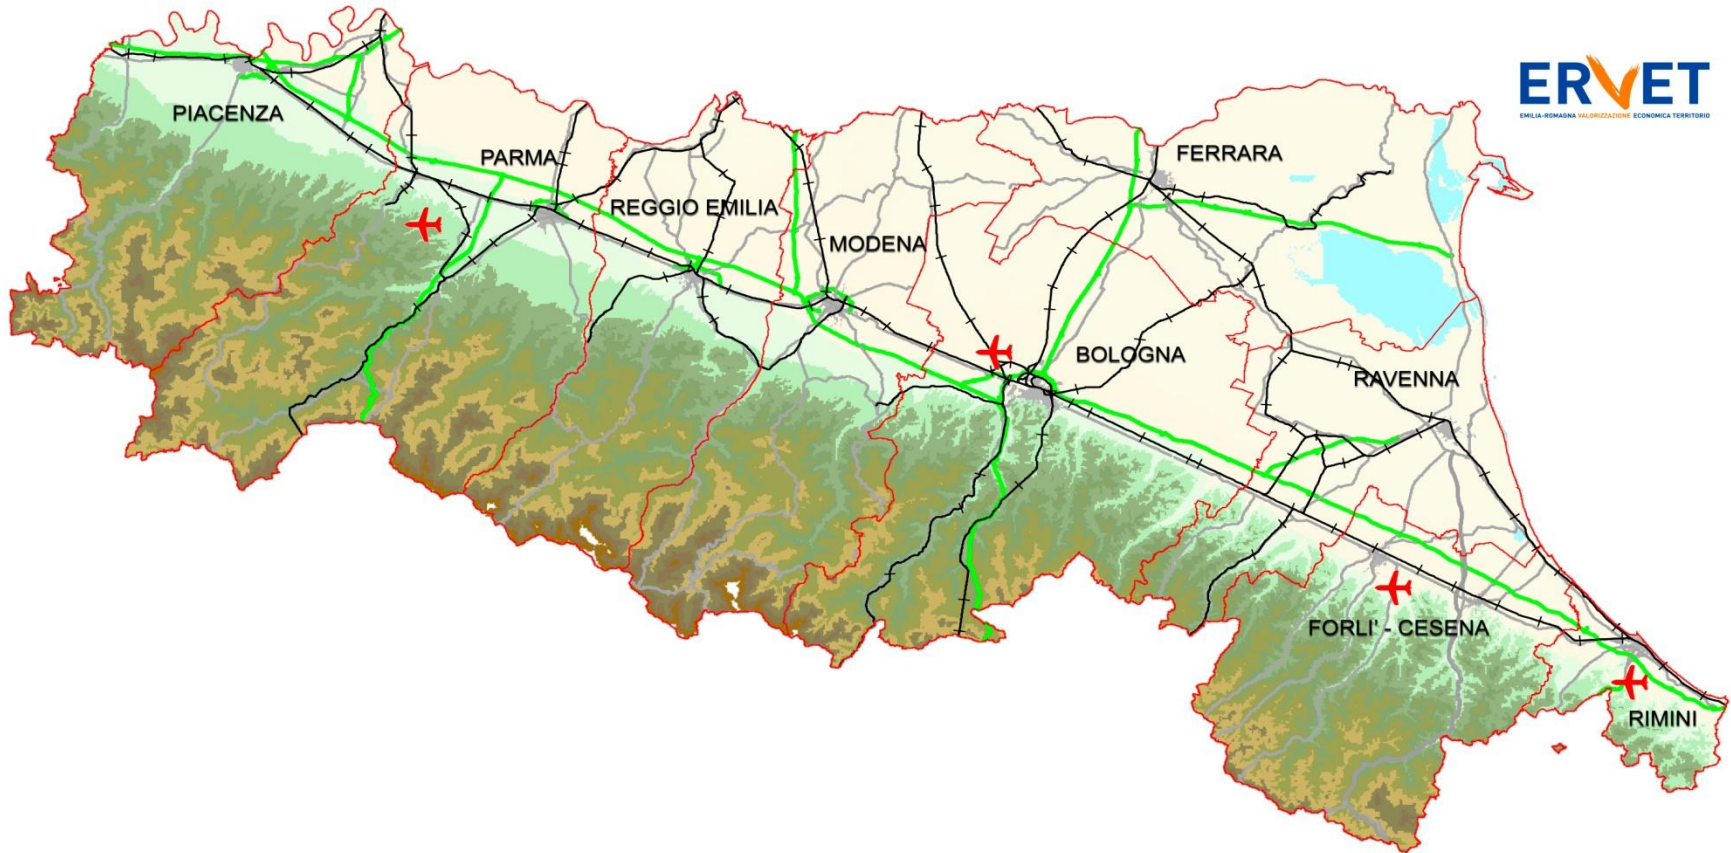 ERVET
EMILIA-ROMAGNA VALORIZZAZIONE ECONOMICA TERRITORIO
PIACENZA
PARMA
FERRARA
REGGIO EMILIA
MODENA
BOLOGNA
RAVENNA
FORLI' - CESENA
RIMINI